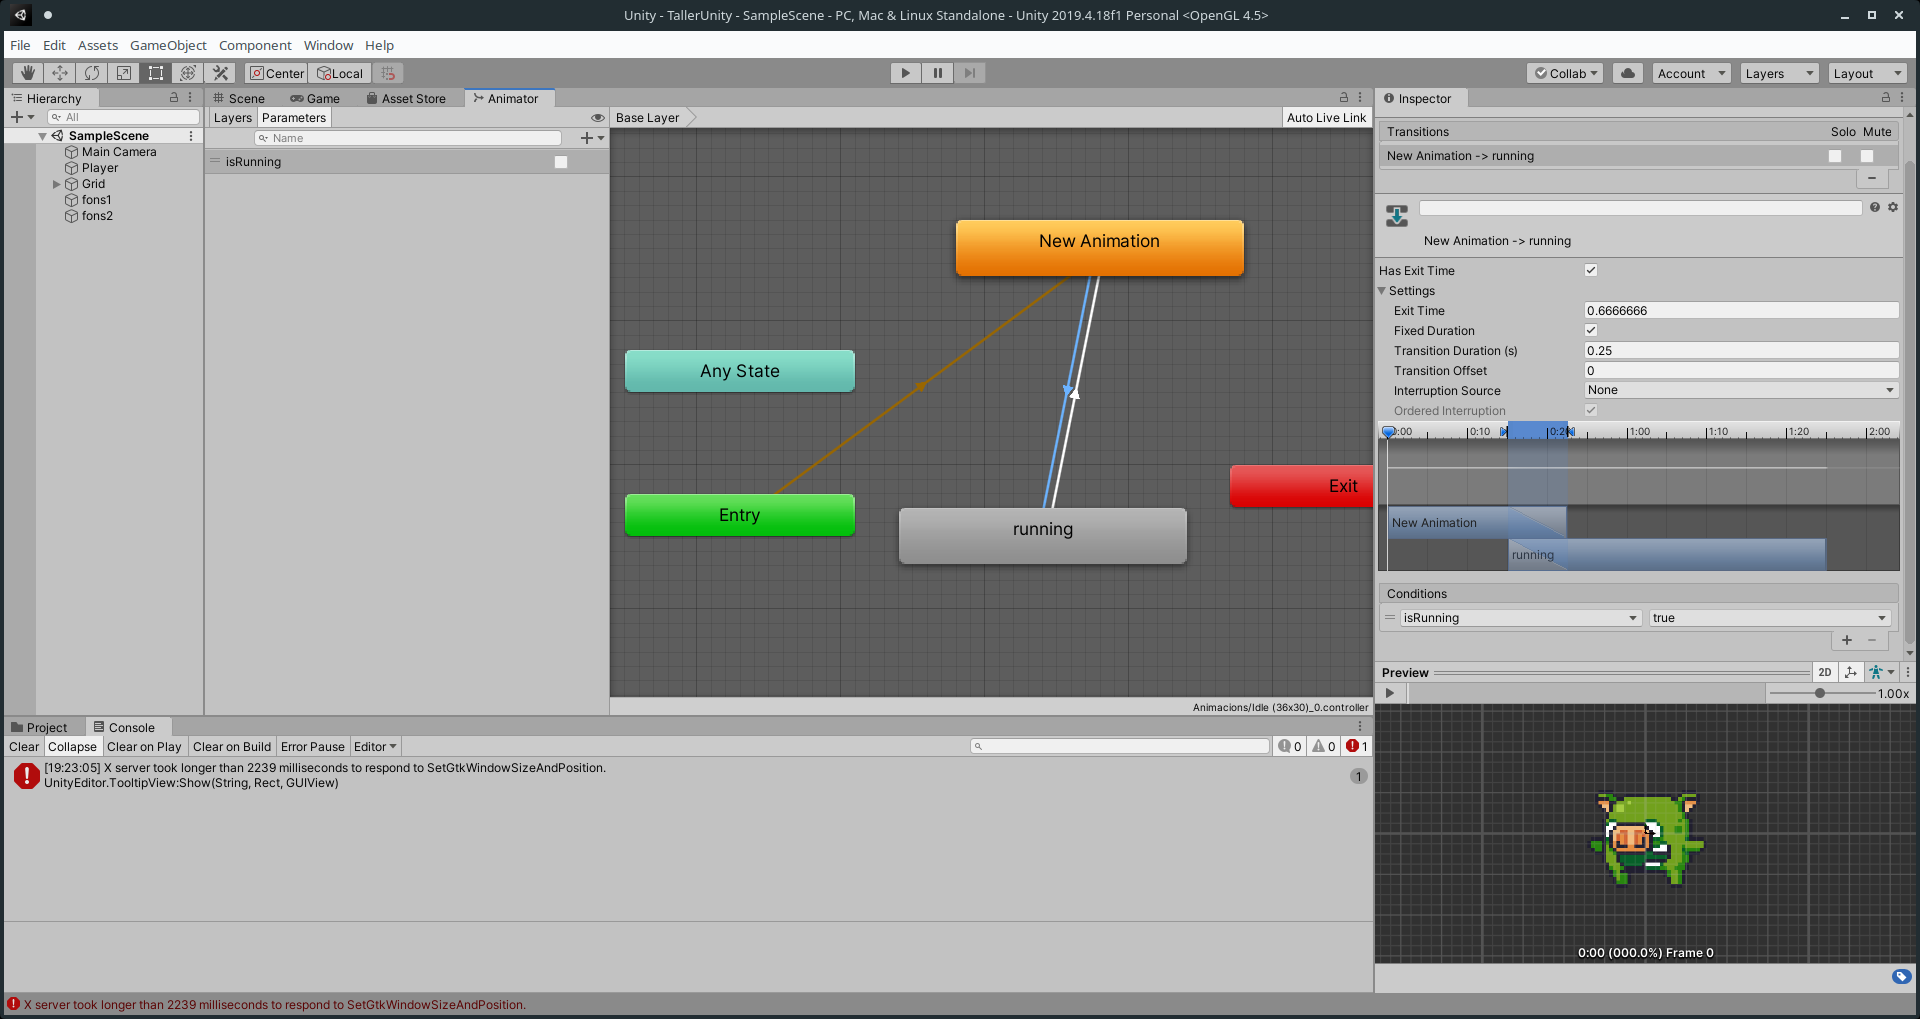 Unity - TallerUnity - SampleScene - PC, Mac & Linux Standalone - Unity 2019.4.18f1 Personal <OpenGL 4.5>
File Edit Assets GameObject Component Window Help
Center Local Collab Account Layers Layout
Hierarchy
All
SampleScene
Main Camera
Player
Grid
fons1
fons2
Scene Game Asset Store Animator
Layers Parameters
Name
isRunning
Base Layer Auto Live Link
New Animation
Any State
Entry
running
Exit
Animacions/Idle (36x30)_0.controller
Inspector
Transitions Solo Mute
New Animation -> running
New Animation -> running
Has Exit Time
Settings
Exit Time 0.6666666
Fixed Duration
Transition Duration (s) 0.25
Transition Offset 0
Interruption Source None
Ordered Interruption
:00 0:10 0:2 1:00 1:10 1:20 2:00
New Animation
running
Conditions
isRunning true
Preview 2D
1.00x
0:00 (000.0%) Frame 0
Project Console
Clear Collapse Clear on Play Clear on Build Error Pause Editor 0 0 1
[19:23:05] X server took longer than 2239 milliseconds to respond to SetGtkWindowSizeAndPosition.
UnityEditor.TooltipView:Show(String, Rect, GUIView)
1
X server took longer than 2239 milliseconds to respond to SetGtkWindowSizeAndPosition.